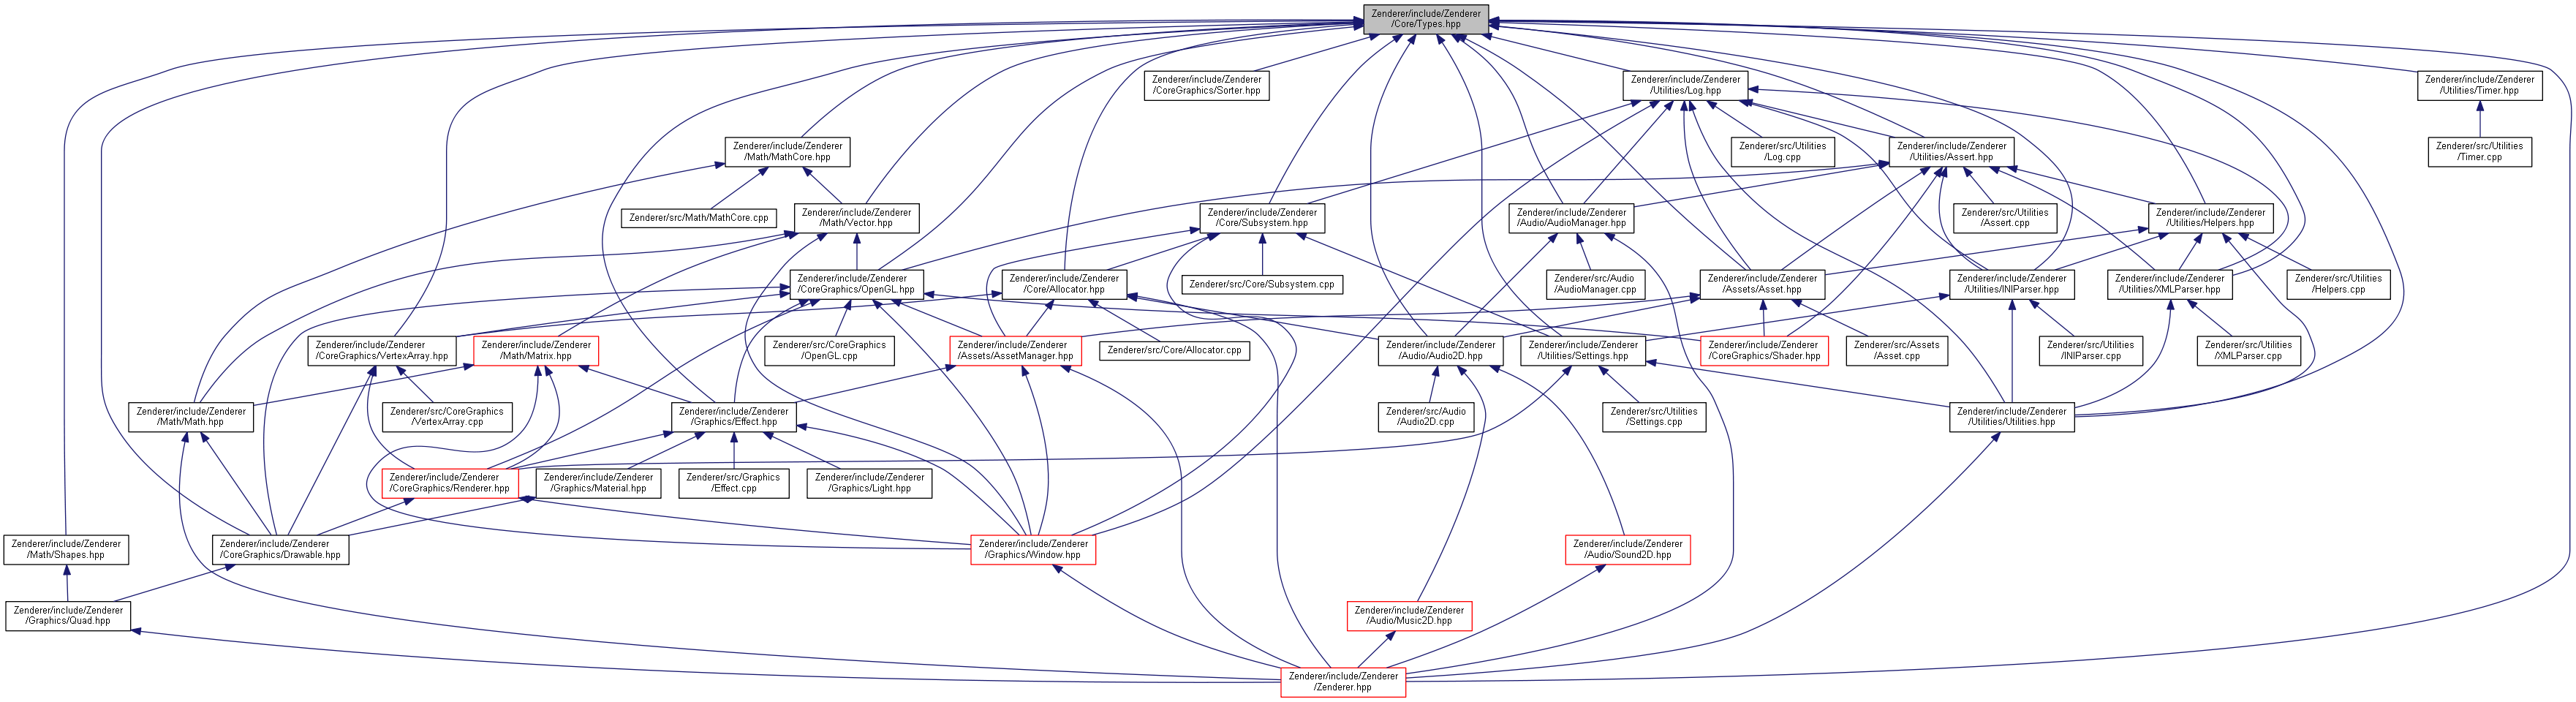 Zenderer/include/Zenderer
/Core/Types.hpp
Zenderer/include/Zenderer
/CoreGraphics/Sorter.hpp
Zenderer/include/Zenderer
/Utilities/Log.hpp
Zenderer/include/Zenderer
/Utilities/Timer.hpp
Zenderer/include/Zenderer
/Math/MathCore.hpp
Zenderer/src/Utilities
/Log.cpp
Zenderer/include/Zenderer
/Utilities/Assert.hpp
Zenderer/src/Utilities
/Timer.cpp
Zenderer/src/Math/MathCore.cpp
Zenderer/include/Zenderer
/Math/Vector.hpp
Zenderer/include/Zenderer
/Core/Subsystem.hpp
Zenderer/include/Zenderer
/Audio/AudioManager.hpp
Zenderer/src/Utilities
/Assert.cpp
Zenderer/include/Zenderer
/Utilities/Helpers.hpp
Zenderer/include/Zenderer
/CoreGraphics/OpenGL.hpp
Zenderer/include/Zenderer
/Core/Allocator.hpp
Zenderer/src/Core/Subsystem.cpp
Zenderer/src/Audio
/AudioManager.cpp
Zenderer/include/Zenderer
/Assets/Asset.hpp
Zenderer/include/Zenderer
/Utilities/INIParser.hpp
Zenderer/include/Zenderer
/Utilities/XMLParser.hpp
Zenderer/src/Utilities
/Helpers.cpp
Zenderer/include/Zenderer
/CoreGraphics/VertexArray.hpp
Zenderer/include/Zenderer
/Math/Matrix.hpp
Zenderer/src/CoreGraphics
/OpenGL.cpp
Zenderer/include/Zenderer
/Assets/AssetManager.hpp
Zenderer/src/Core/Allocator.cpp
Zenderer/include/Zenderer
/Audio/Audio2D.hpp
Zenderer/include/Zenderer
/Utilities/Settings.hpp
Zenderer/include/Zenderer
/CoreGraphics/Shader.hpp
Zenderer/src/Assets
/Asset.cpp
Zenderer/src/Utilities
/INIParser.cpp
Zenderer/src/Utilities
/XMLParser.cpp
Zenderer/include/Zenderer
/Math/Math.hpp
Zenderer/src/CoreGraphics
/VertexArray.cpp
Zenderer/include/Zenderer
/Graphics/Effect.hpp
Zenderer/src/Audio
/Audio2D.cpp
Zenderer/src/Utilities
/Settings.cpp
Zenderer/include/Zenderer
/Utilities/Utilities.hpp
Zenderer/include/Zenderer
/CoreGraphics/Renderer.hpp
Zenderer/include/Zenderer
/Graphics/Material.hpp
Zenderer/src/Graphics
/Effect.cpp
Zenderer/include/Zenderer
/Graphics/Light.hpp
Zenderer/include/Zenderer
/Math/Shapes.hpp
Zenderer/include/Zenderer
/CoreGraphics/Drawable.hpp
Zenderer/include/Zenderer
/Graphics/Window.hpp
Zenderer/include/Zenderer
/Audio/Sound2D.hpp
Zenderer/include/Zenderer
/Graphics/Quad.hpp
Zenderer/include/Zenderer
/Audio/Music2D.hpp
Zenderer/include/Zenderer
/Zenderer.hpp